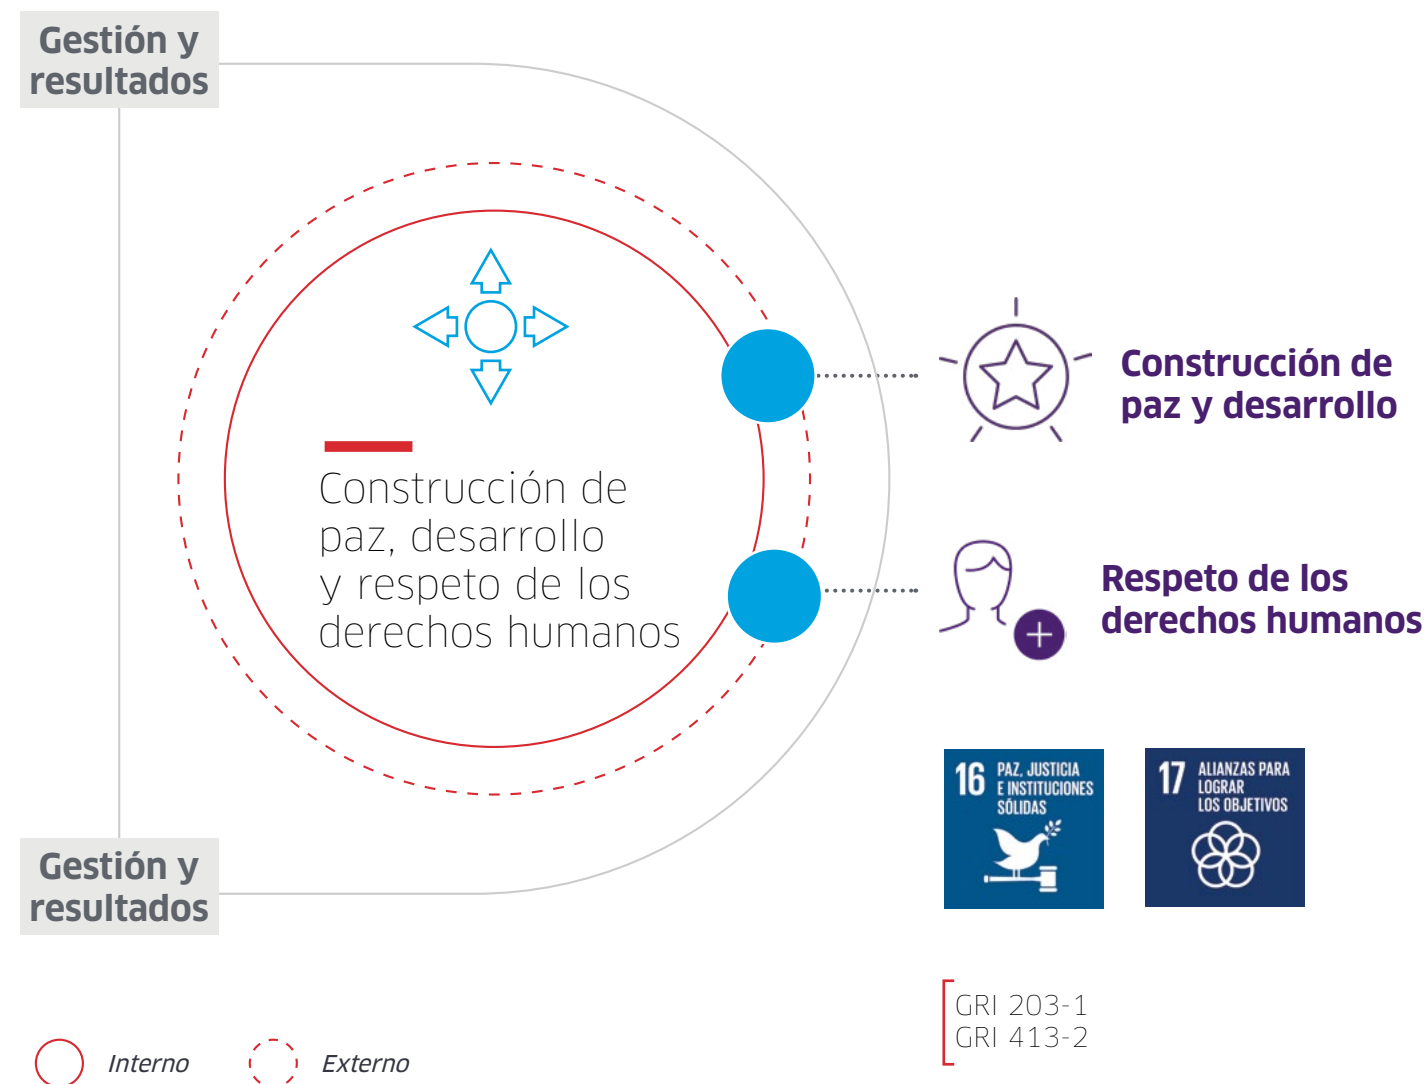 Gestión y
resultados
Construcción de
paz, desarrollo
y respeto de los
derechos humanos
Construcción de
paz y desarrollo
Respeto de los
derechos humanos
16 PAZ, JUSTICIA
E INSTITUCIONES
SÓLIDAS
17 ALIANZAS PARA
LOGRAR
LOS OBJETIVOS
Gestión y
resultados
GRI 203-1
GRI 413-2
Interno
Externo